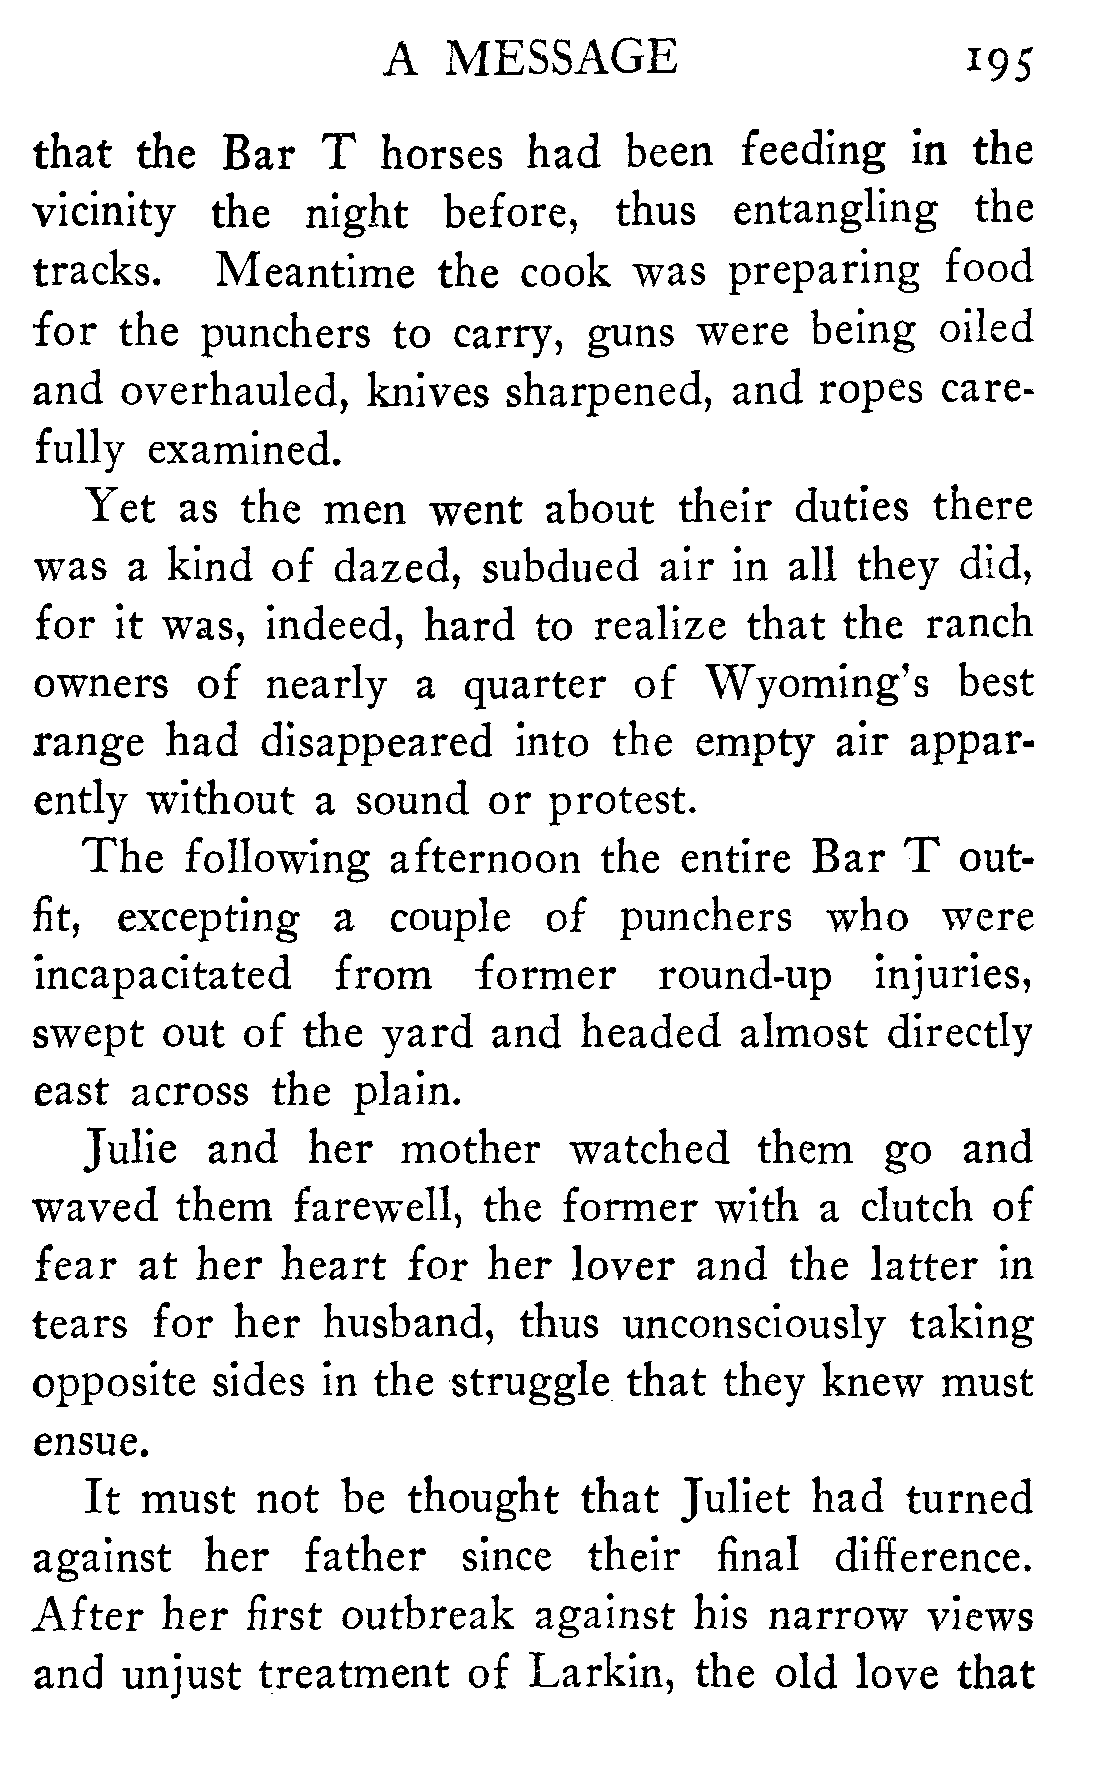 A MESSAGE 195
that the Bar T horses had been feeding in the
vicinity the night before, thus entangling the
tracks. Meantime the cook was preparing food
for the punchers to carry, guns were being oiled
and overhauled, knives sharpened, and ropes care-
fully examined.
Yet as the men went about their duties there
was a kind of dazed, subdued air in all they did,
for it was, indeed, hard to realize that the ranch
owners of nearly a quarter of Wyoming's best
range had disappeared into the empty air appar-
ently without a sound or protest.
The following afternoon the entire Bar T out-
fit, excepting a couple of punchers who were
incapacitated from former round-up injuries,
swept out of the yard and headed almost directly
east across the plain.
Julie and her mother watched them go and
waved them farewell, the former with a clutch of
fear at her heart for her lover and the latter in
tears for her husband, thus unconsciously taking
opposite sides in the struggle that they knew must
ensue.
It must not be thought that Juliet had turned
against her father since their final difference.
After her first outbreak against his narrow views
and unjust treatment of Larkin, the old love that